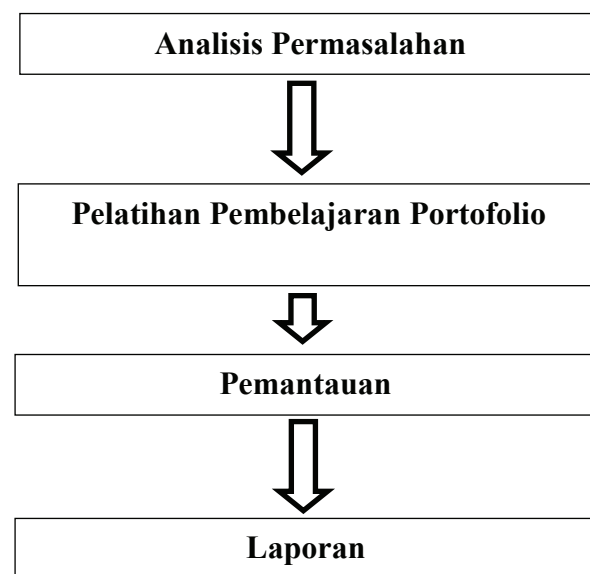 Analisis Permasalahan
Pelatihan Pembelajaran Portofolio
Pemantauan
Laporan